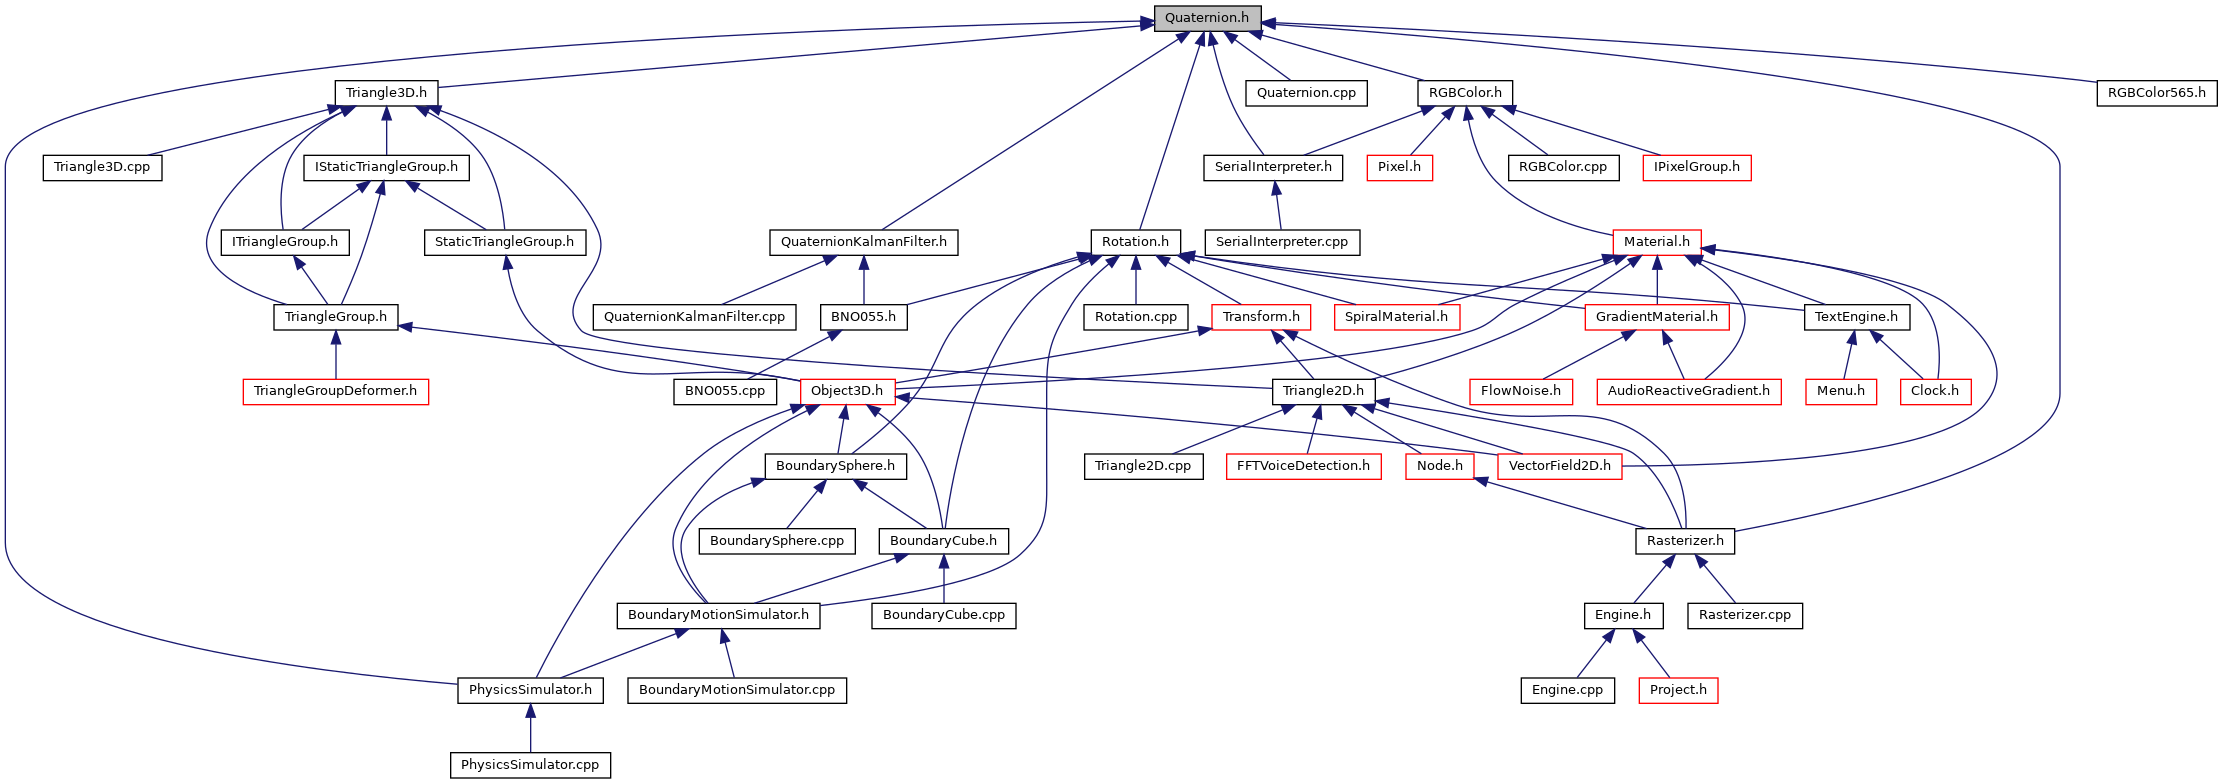 Quaternion.h
Triangle3D.h
Quaternion.cpp
RGBColor.h
RGBColor565.h
Triangle3D.cpp
IStaticTriangleGroup.h
SerialInterpreter.h
Pixel.h
RGBColor.cpp
IPixelGroup.h
ITriangleGroup.h
StaticTriangleGroup.h
QuaternionKalmanFilter.h
Rotation.h
SerialInterpreter.cpp
Material.h
TriangleGroup.h
QuaternionKalmanFilter.cpp
BNO055.h
Rotation.cpp
Transform.h
SpiralMaterial.h
GradientMaterial.h
TextEngine.h
TriangleGroupDeformer.h
BNO055.cpp
Object3D.h
Triangle2D.h
FlowNoise.h
AudioReactiveGradient.h
Menu.h
Clock.h
BoundarySphere.h
Triangle2D.cpp
FFTVoiceDetection.h
Node.h
VectorField2D.h
BoundarySphere.cpp
BoundaryCube.h
Rasterizer.h
BoundaryMotionSimulator.h
BoundaryCube.cpp
Engine.h
Rasterizer.cpp
PhysicsSimulator.h
BoundaryMotionSimulator.cpp
Engine.cpp
Project.h
PhysicsSimulator.cpp